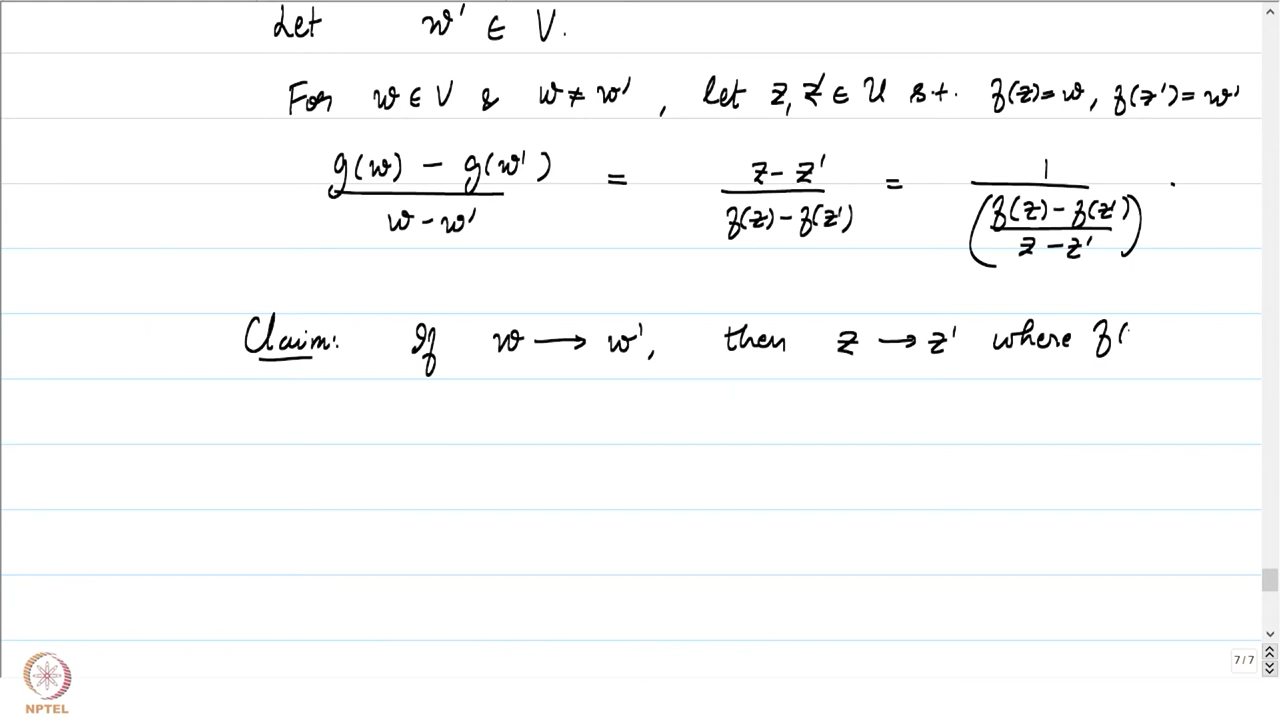 Let w' ∈ V.
For w ∈ V & w ≠ w' , let z, z' ∈ U s.t. f(z) = w, f(z') = w'
g(w) - g(w') / w - w' = z - z' / f(z) - f(z') = 1 / (f(z) - f(z') / z - z') .
Claim: If w → w', then z → z' where f(
7 / 7
NPTEL